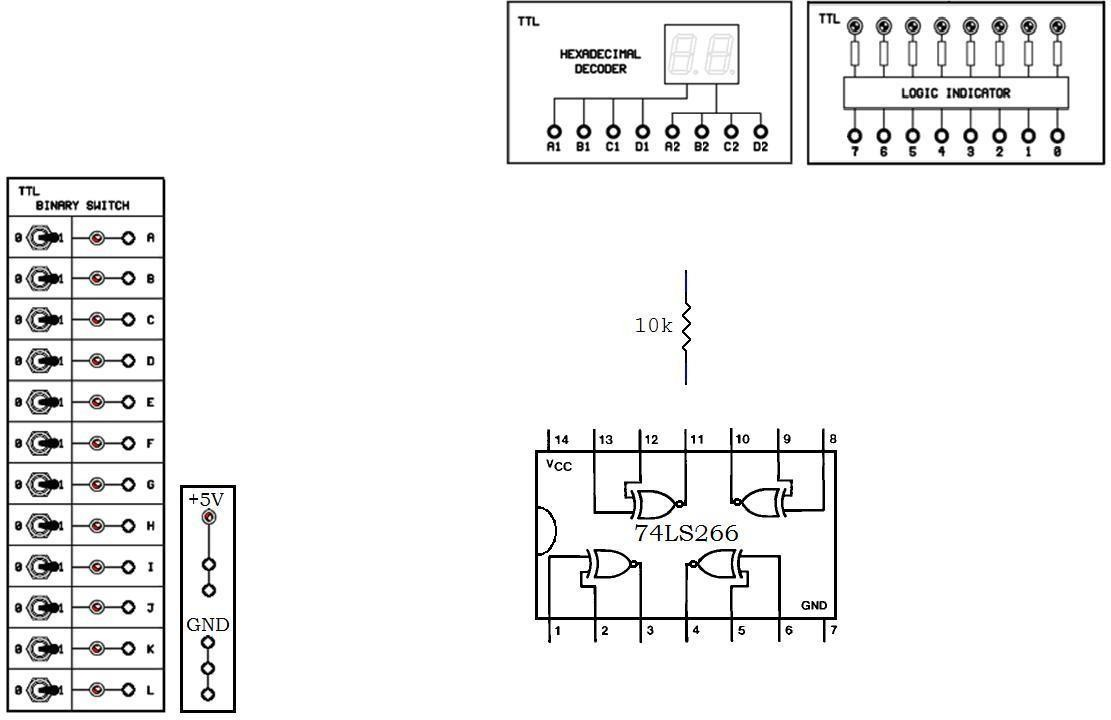 TTL
HEXADECIMAL
DECODER
A1 B1 C1 D1 A2 B2 C2 D2
TTL
LOGIC INDICATOR
7 6 5 4 3 2 1 0
TTL
BINARY SWITCH
0 1 A
0 1 B
0 1 C
0 1 D
0 1 E
0 1 F
0 1 G
0 1 H
0 1 I
0 1 J
0 1 K
0 1 L
+5V
GND
10k
14 13 12 11 10 9 8
VCC
74LS266
GND
1 2 3 4 5 6 7